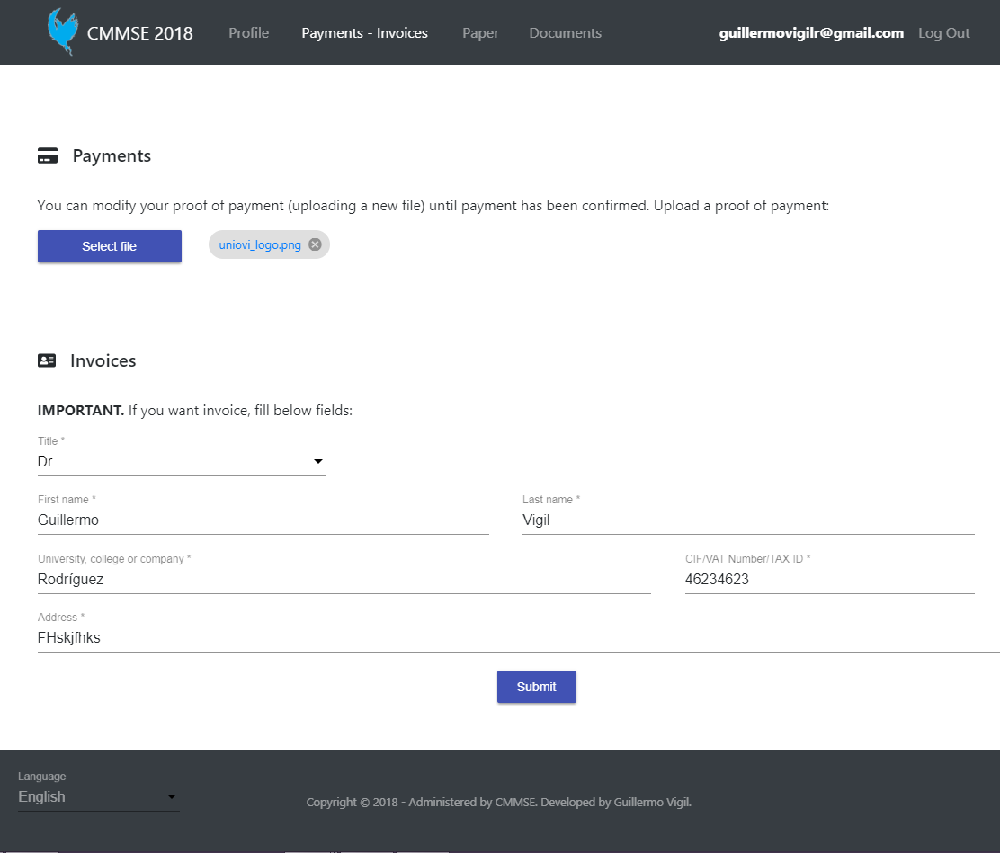 CMMSE 2018 Profile Payments - Invoices Paper Documents guillermovigilr@gmail.com Log Out
Payments
You can modify your proof of payment (uploading a new file) until payment has been confirmed. Upload a proof of payment:
Select file uniovi_logo.png
Invoices
IMPORTANT. If you want invoice, fill below fields:
Title *
Dr.
First name * Last name *
Guillermo Vigil
University, college or company * CIF/VAT Number/TAX ID *
Rodríguez 46234623
Address *
FHskjfhks
Submit
Language
English
Copyright © 2018 - Administered by CMMSE. Developed by Guillermo Vigil.